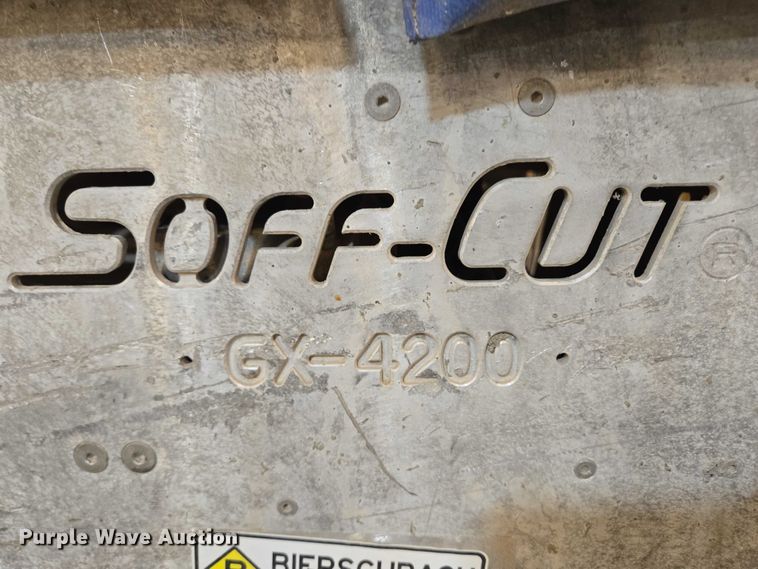 SOFF-CUT ®
GX-4200
B
Purple Wave Auction